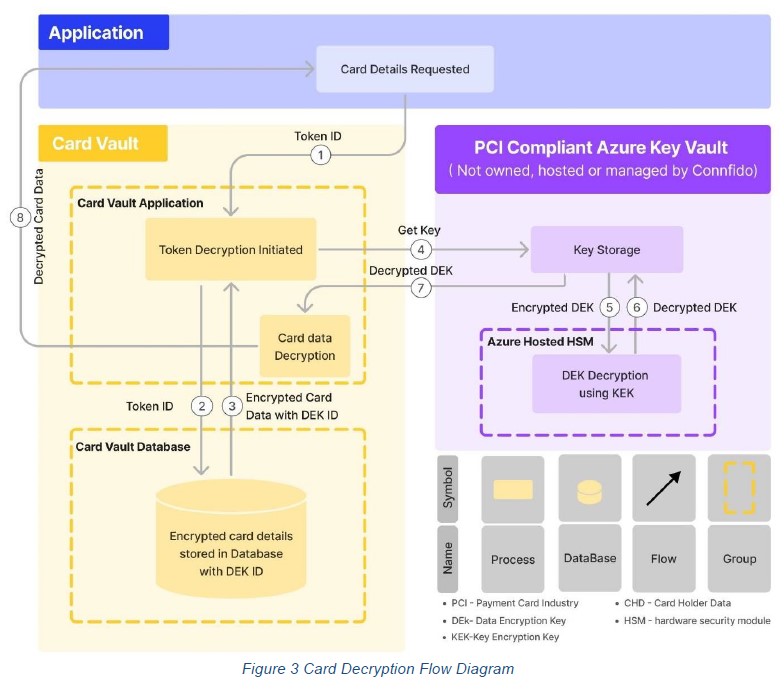 Application
Card Details Requested
Card Vault
Token ID
1
PCI Compliant Azure Key Vault
( Not owned, hosted or managed by Connfido)
Card Vault Application
Token Decryption Initiated
Get Key
4
Key Storage
8
Decrypted Card Data
Decrypted DEK
7
Encrypted DEK
5
6
Decrypted DEK
Card data
Decryption
Azure Hosted HSM
DEK Decryption
using KEK
Token ID
2
3
Encrypted Card
Data with DEK ID
Card Vault Database
Encrypted card details
stored in Database
with DEK ID
Symbol
Name
Process
DataBase
Flow
Group
• PCI - Payment Card Industry
• DEk- Data Encryption Key
• KEK-Key Encryption Key
• CHD - Card Holder Data
• HSM - hardware security module
Figure 3 Card Decryption Flow Diagram